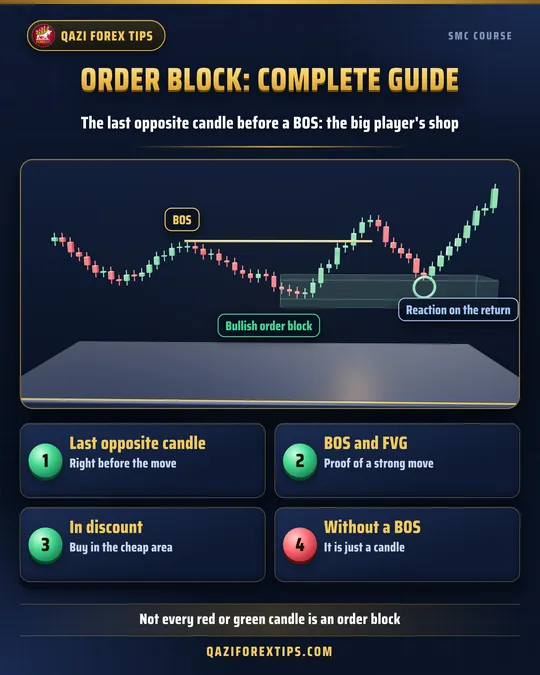 QAZI FOREX TIPS
SMC COURSE
ORDER BLOCK: COMPLETE GUIDE
The last opposite candle before a BOS: the big player's shop
BOS
Reaction on the return
Bullish order block
1
Last opposite candle
Right before the move
2
BOS and FVG
Proof of a strong move
3
In discount
Buy in the cheap area
4
Without a BOS
It is just a candle
Not every red or green candle is an order block
QAZIFOREXTIPS.COM